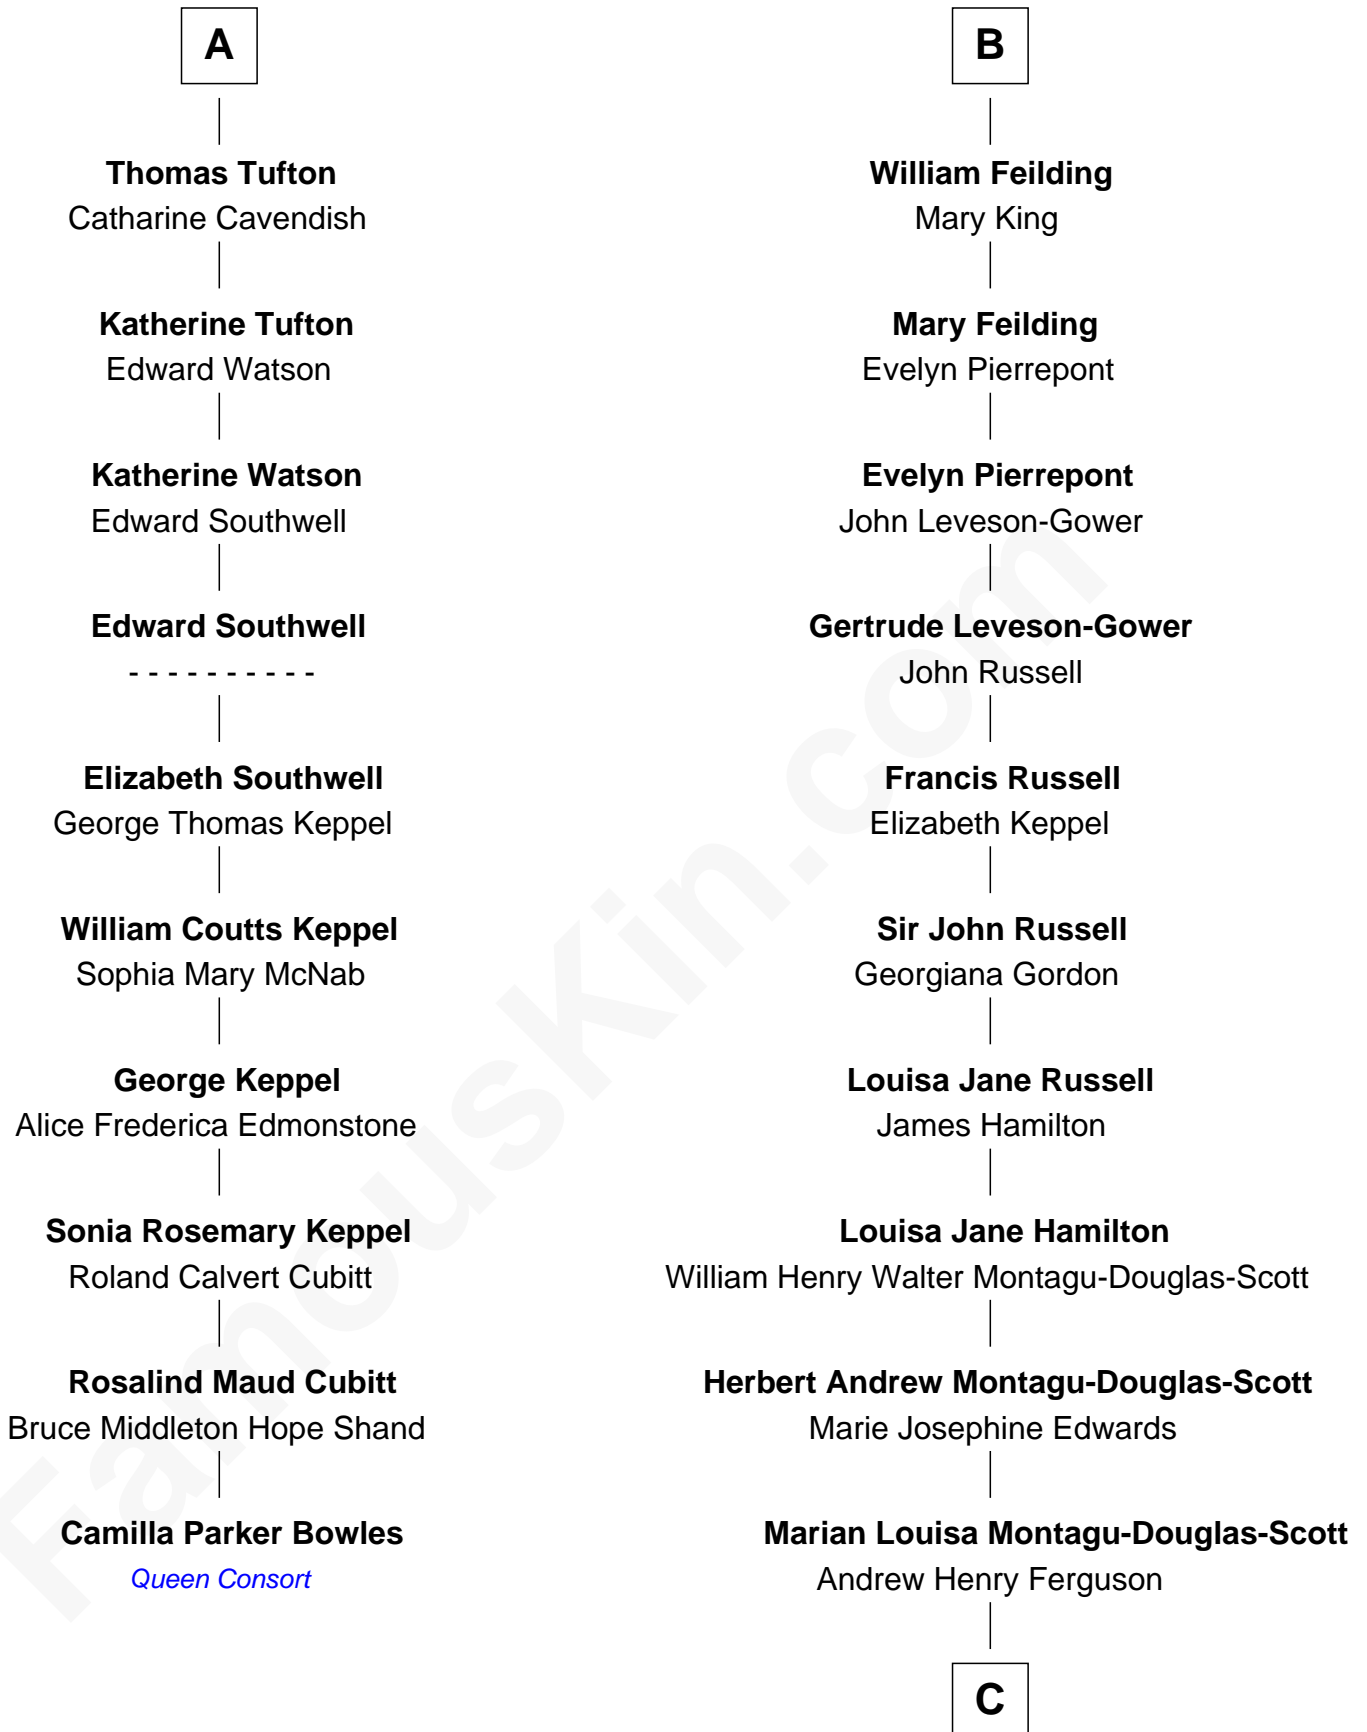 A
Thomas Tufton
Catharine Cavendish
Katherine Tufton
Edward Watson
Katherine Watson
Edward Southwell
Edward Southwell
- - - - - - - - - -
Elizabeth Southwell
George Thomas Keppel
William Coutts Keppel
Sophia Mary McNab
George Keppel
Alice Frederica Edmonstone
Sonia Rosemary Keppel
Roland Calvert Cubitt
Rosalind Maud Cubitt
Bruce Middleton Hope Shand
Camilla Parker Bowles
Queen Consort
B
William Feilding
Mary King
Mary Feilding
Evelyn Pierrepont
Evelyn Pierrepont
John Leveson-Gower
Gertrude Leveson-Gower
John Russell
Francis Russell
Elizabeth Keppel
Sir John Russell
Georgiana Gordon
Louisa Jane Russell
James Hamilton
Louisa Jane Hamilton
William Henry Walter Montagu-Douglas-Scott
Herbert Andrew Montagu-Douglas-Scott
Marie Josephine Edwards
Marian Louisa Montagu-Douglas-Scott
Andrew Henry Ferguson
C
FamousKin.com